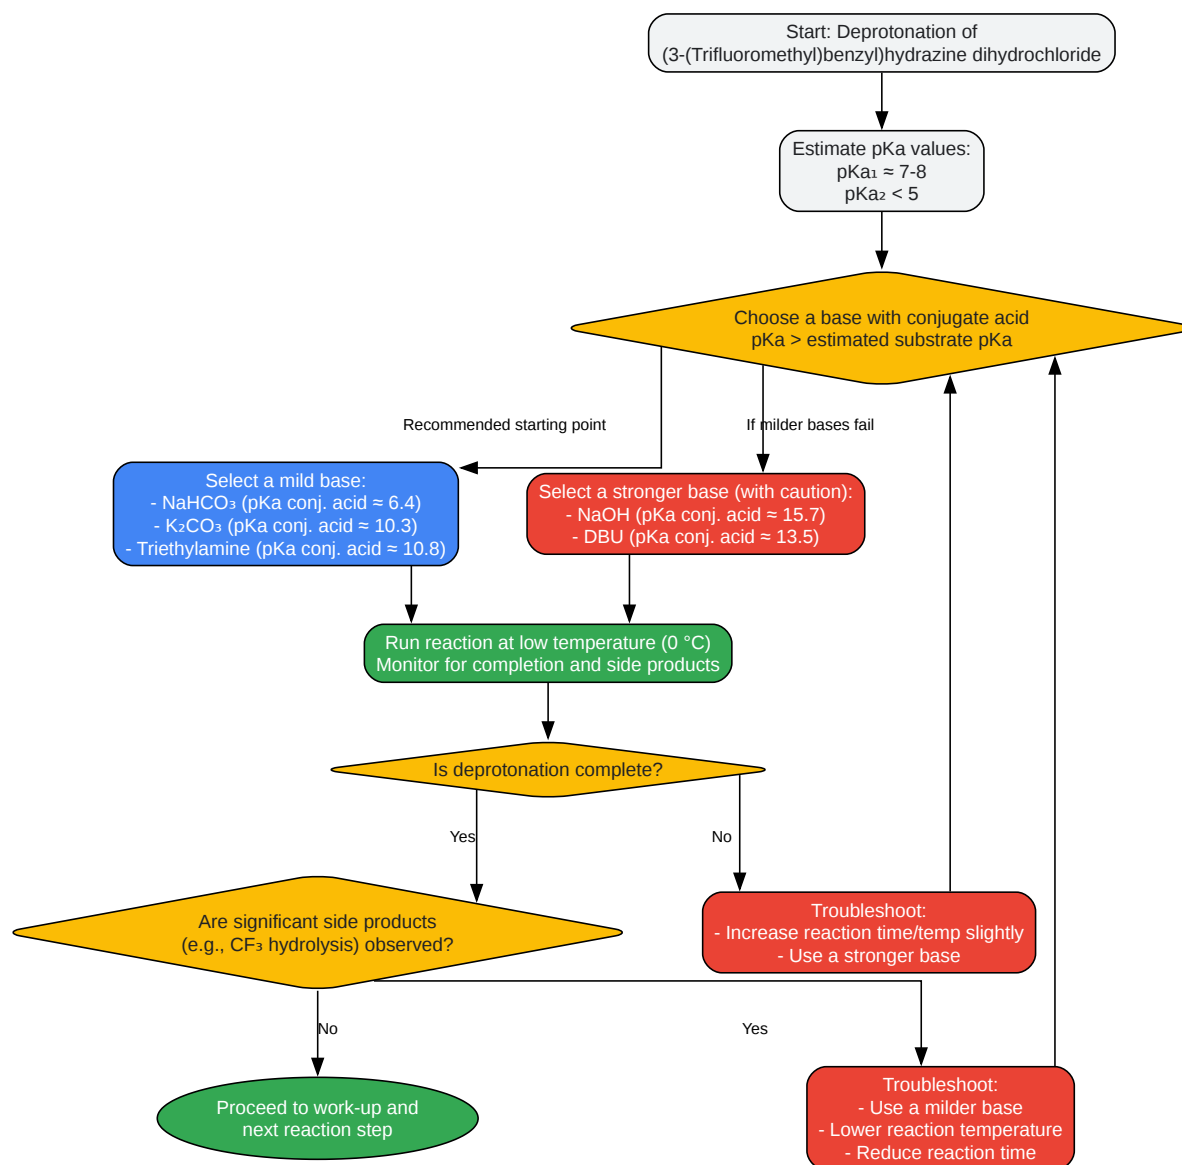 Start: Deprotonation of
(3-(Trifluoromethyl)benzyl)hydrazine dihydrochloride
Estimate pKa values:
pKa₁ ≈ 7-8
pKa₂ < 5
Choose a base with conjugate acid
pKa > estimated substrate pKa
Recommended starting point
If milder bases fail
Select a mild base:
- NaHCO₃ (pKa conj. acid ≈ 6.4)
- K₂CO₃ (pKa conj. acid ≈ 10.3)
- Triethylamine (pKa conj. acid ≈ 10.8)
Select a stronger base (with caution):
- NaOH (pKa conj. acid ≈ 15.7)
- DBU (pKa conj. acid ≈ 13.5)
Run reaction at low temperature (0 °C)
Monitor for completion and side products
Is deprotonation complete?
Yes
No
Are significant side products
(e.g., CF₃ hydrolysis) observed?
Troubleshoot:
- Increase reaction time/temp slightly
- Use a stronger base
No
Yes
Proceed to work-up and
next reaction step
Troubleshoot:
- Use a milder base
- Lower reaction temperature
- Reduce reaction time